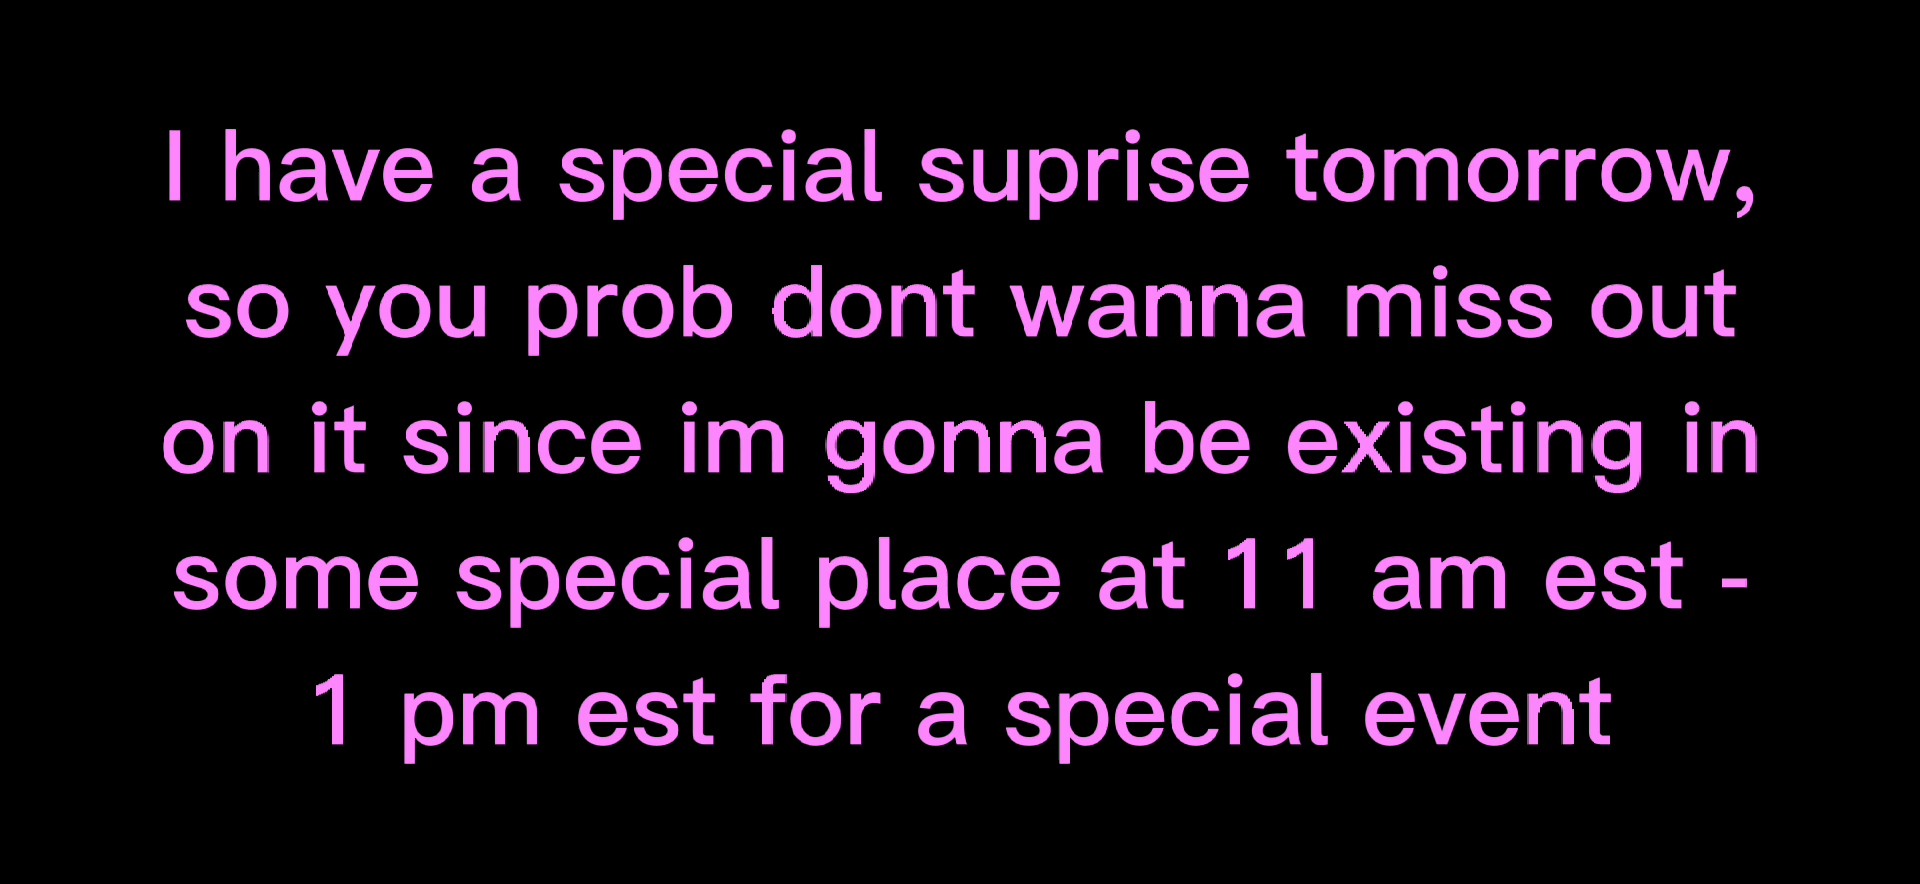 I have a special suprise tomorrow,
so you prob dont wanna miss out
on it since im gonna be existing in
some special place at 11 am est -
1 pm est for a special event